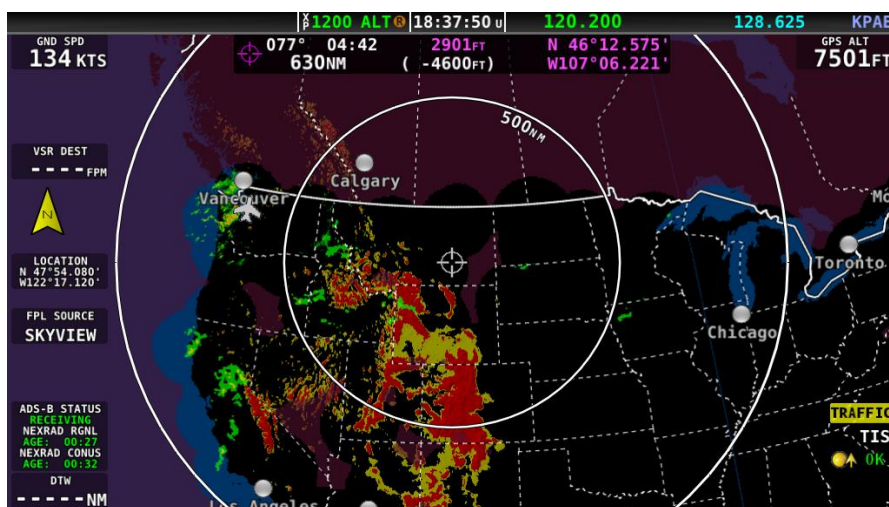 XP 1200 ALT R 18:37:50 U 120.200 128.625 KPAE
GND SPD
134 KTS
077° 04:42 2901FT N 46°12.575'
630NM ( -4600FT) W107°06.221'
GPS ALT
7501FT
500NM
VSR DEST
---- FPM
Calgary
Vancouver
N
LOCATION
N 47°54.080'
W122°17.120'
Toronto
FPL SOURCE
SKYVIEW
Chicago
ADS-B STATUS
RECEIVING
NEXRAD RGNL
AGE: 00:27
NEXRAD CONUS
AGE: 00:32
TRAFFIC
TIS
OK
DTW
-----NM
Los Angeles